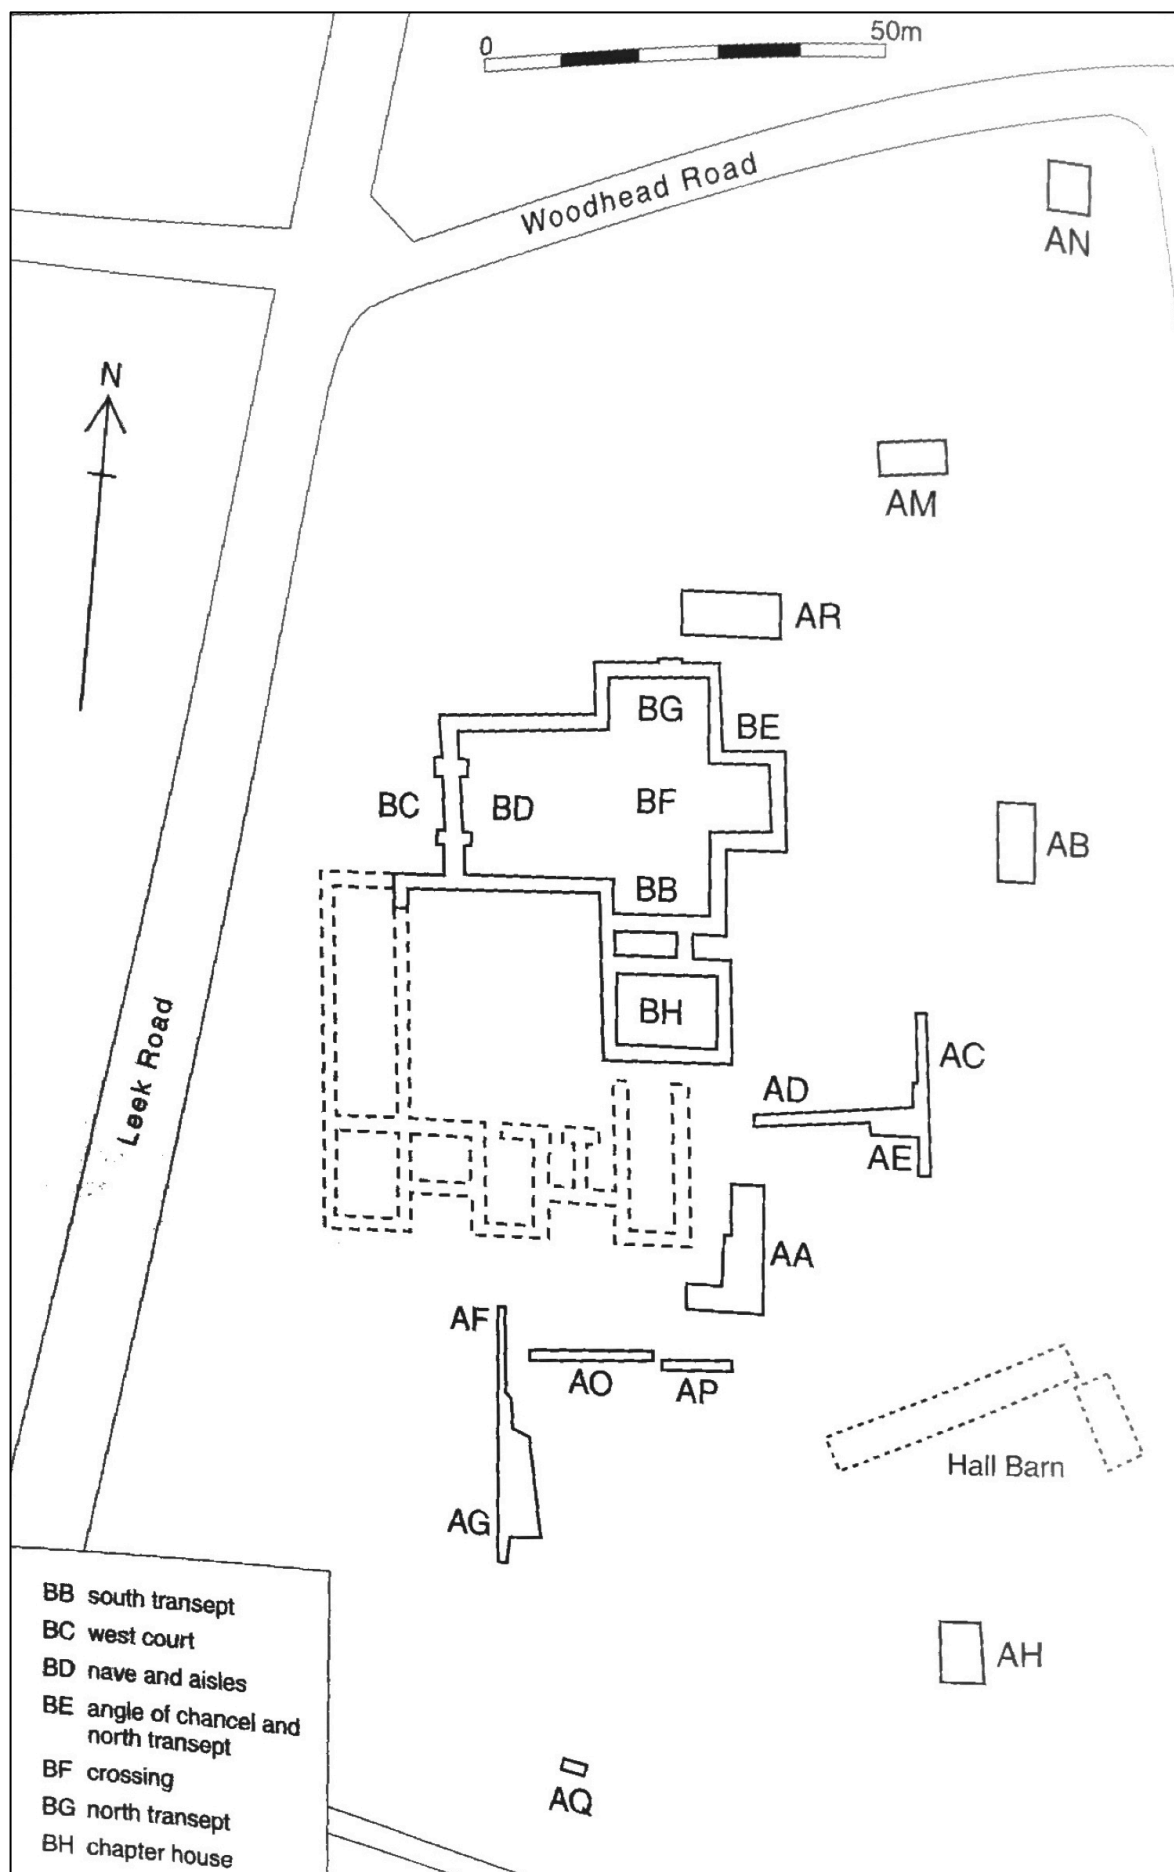 0 50m
Woodhead Road
AN
N
AM
AR
BG
BE
BC BD BF
AB
BB
BH
AC
AD
Leek Road
AE
AA
AF
AO AP
Hall Barn
AG
AH
AQ
BB south transept
BC west court
BD nave and aisles
BE angle of chancel and
north transept
BF crossing
BG north transept
BH chapter house